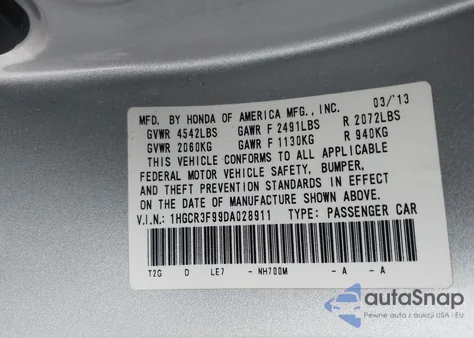 MFD. BY HONDA OF AMERICA MFG., INC. 03/'13
GVWR 4542LBS GAWR F 2491LBS R 2072LBS
GVWR 2060KG GAWR F 1130KG R 940KG
THIS VEHICLE CONFORMS TO ALL APPLICABLE
FEDERAL MOTOR VEHICLE SAFETY, BUMPER,
AND THEFT PREVENTION STANDARDS IN EFFECT
ON THE DATE OF MANUFACTURE SHOWN ABOVE.
V.I.N.: 1HGCR3F99DA028911 TYPE: PASSENGER CAR
T2G D LE7 - NH700M - A - A
autoSnap
Pewne auta z aukcji USA i EU